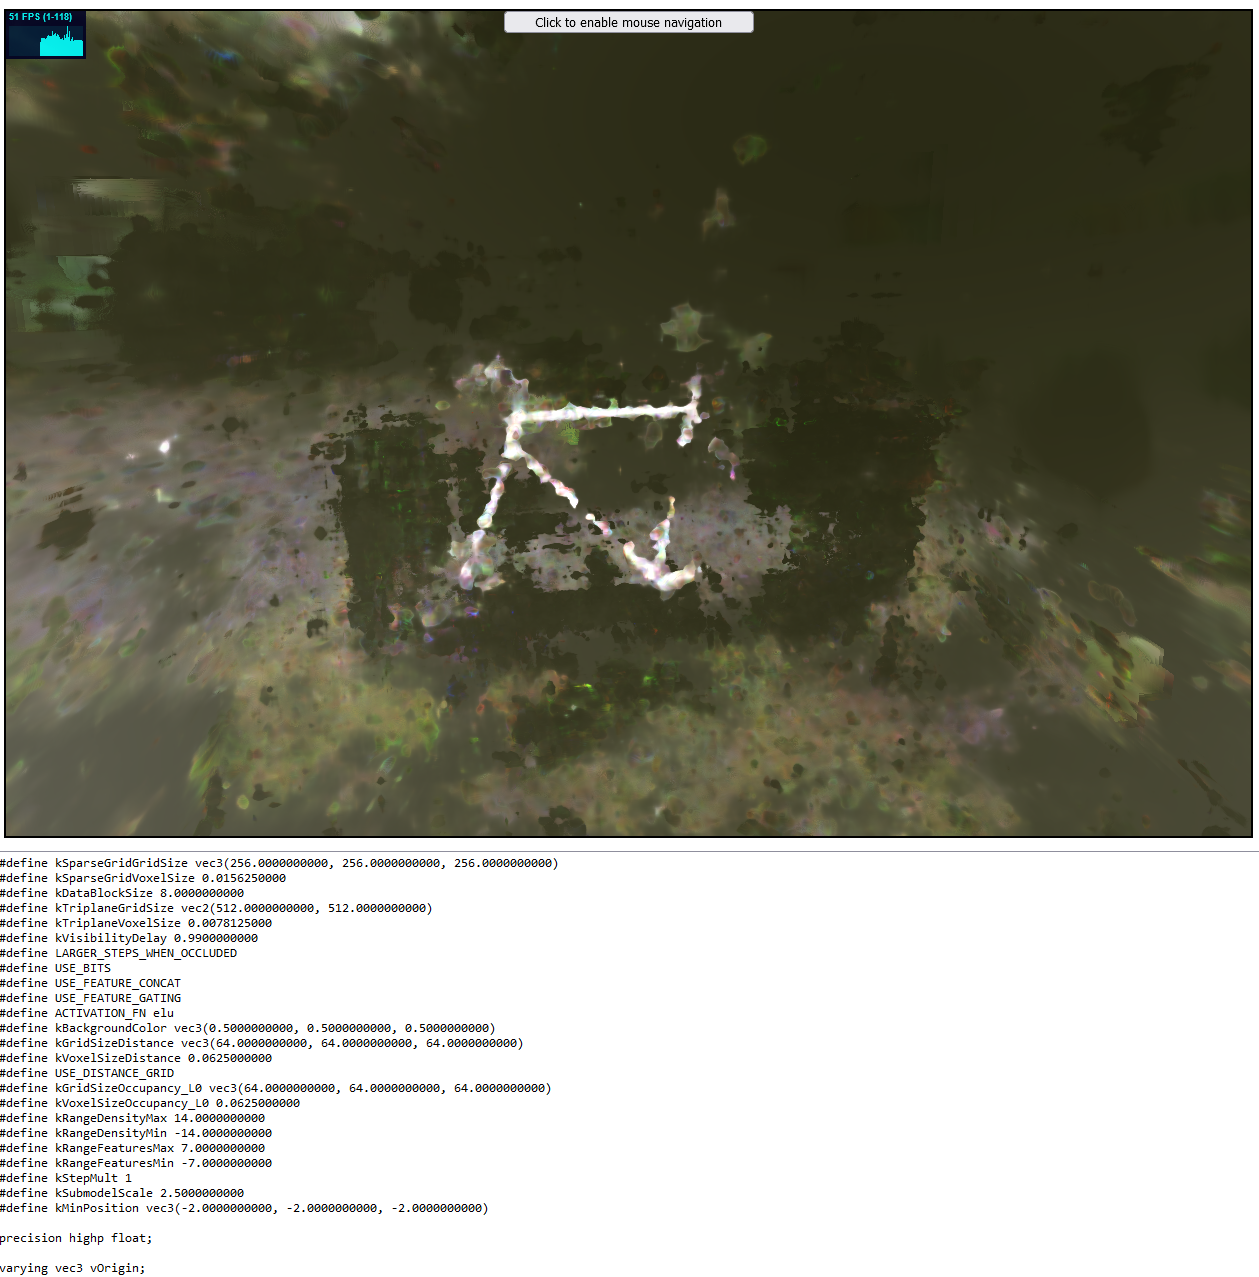 51 FPS (1-118)
Click to enable mouse navigation
#define kSparseGridGridSize vec3(256.0000000000, 256.0000000000, 256.0000000000)
#define kSparseGridVoxelSize 0.0156250000
#define kDataBlockSize 8.0000000000
#define kTriplaneGridSize vec2(512.0000000000, 512.0000000000)
#define kTriplaneVoxelSize 0.0078125000
#define kVisibilityDelay 0.9900000000
#define LARGER_STEPS_WHEN_OCCLUDED
#define USE_BITS
#define USE_FEATURE_CONCAT
#define USE_FEATURE_GATING
#define ACTIVATION_FN elu
#define kBackgroundColor vec3(0.5000000000, 0.5000000000, 0.5000000000)
#define kGridSizeDistance vec3(64.0000000000, 64.0000000000, 64.0000000000)
#define kVoxelSizeDistance 0.0625000000
#define USE_DISTANCE_GRID
#define kGridSizeOccupancy_L0 vec3(64.0000000000, 64.0000000000, 64.0000000000)
#define kVoxelSizeOccupancy_L0 0.0625000000
#define kRangeDensityMax 14.0000000000
#define kRangeDensityMin -14.0000000000
#define kRangeFeaturesMax 7.0000000000
#define kRangeFeaturesMin -7.0000000000
#define kStepMult 1
#define kSubmodelScale 2.5000000000
#define kMinPosition vec3(-2.0000000000, -2.0000000000, -2.0000000000)
precision highp float;
varying vec3 vOrigin;